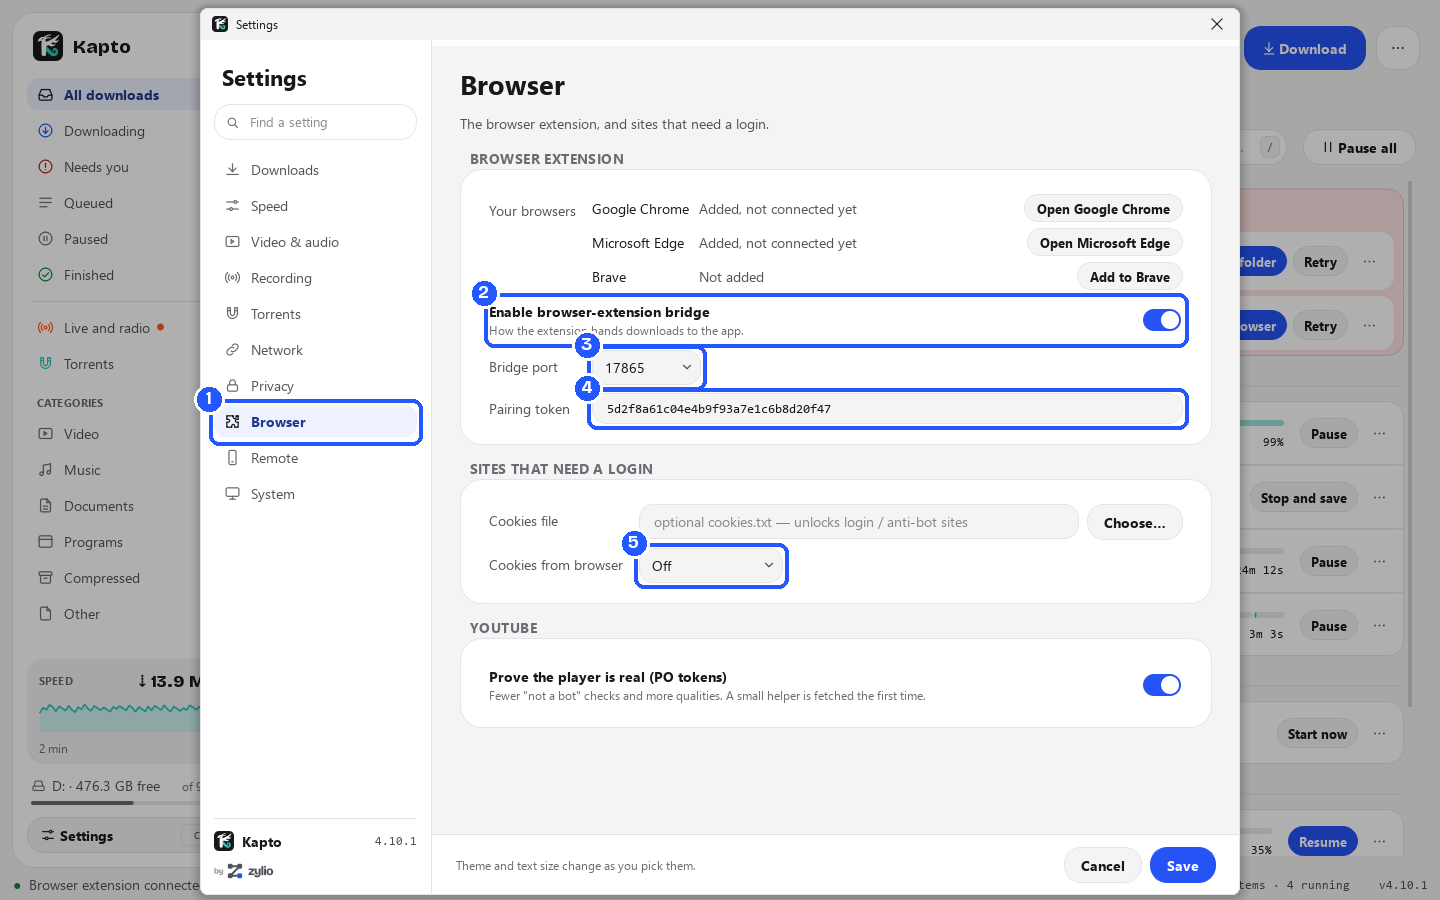 Settings
Kapto
Download
All downloads
Downloading
Needs you
Queued
Paused
Finished
Live and radio
Torrents
CATEGORIES
Video
Music
Documents
Programs
Compressed
Other
SPEED
13.9 M
2 min
D: · 476.3 GB free
Settings
Browser extension connecte
Settings
Find a setting
Downloads
Speed
Video & audio
Recording
Torrents
Network
Privacy
1
Browser
Remote
System
Kapto
4.10.1
by zylio
Browser
The browser extension, and sites that need a login.
BROWSER EXTENSION
Your browsers
Google Chrome Added, not connected yet Open Google Chrome
Microsoft Edge Added, not connected yet Open Microsoft Edge
Brave Not added Add to Brave
2
Enable browser-extension bridge
How the extension hands downloads to the app.
3
Bridge port 17865
4
Pairing token 5d2f8a61c04e4b9f93a7e1c6b8d20f47
SITES THAT NEED A LOGIN
Cookies file optional cookies.txt — unlocks login / anti-bot sites Choose...
5
Cookies from browser Off
YOUTUBE
Prove the player is real (PO tokens)
Fewer "not a bot" checks and more qualities. A small helper is fetched the first time.
Theme and text size change as you pick them.
Cancel Save
/
Pause all
folder Retry
owser Retry
99% Pause
Stop and save
4m 12s
3m 3s Pause
Start now
35% Resume
tems · 4 running v4.10.1